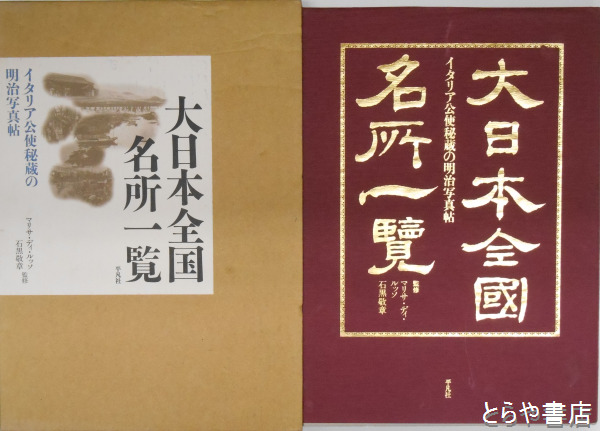 大日本全国
名所一覧
イタリア公使秘蔵の
明治写真帖
マリサ・ディ・ルッソ
石黒敬章 監修
平凡社
大日本全國
名所一覽
イタリア公使秘蔵の明治写真帖
監修
マリサ・ディ・
ルッソ
石黒敬章
平凡社
とらや書店